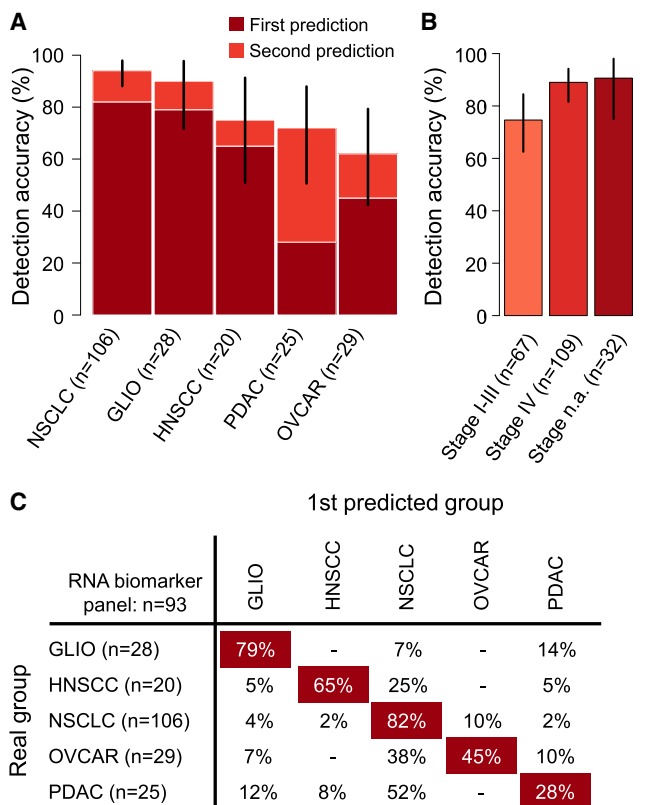 A
First prediction
Second prediction
Detection accuracy (%)
100
80
60
40
20
0
NSCLC (n=106)
GLIO (n=28)
HNSCC (n=20)
PDAC (n=25)
OVCAR (n=29)
B
Detection accuracy (%)
100
80
60
40
20
0
Stage I-III (n=67)
Stage IV (n=109)
Stage n.a. (n=32)
C
1st predicted group
RNA biomarker
panel: n=93
GLIO
HNSCC
NSCLC
OVCAR
PDAC
Real group
GLIO (n=28) 79% - 7% - 14%
HNSCC (n=20) 5% 65% 25% - 5%
NSCLC (n=106) 4% 2% 82% 10% 2%
OVCAR (n=29) 7% - 38% 45% 10%
PDAC (n=25) 12% 8% 52% - 28%